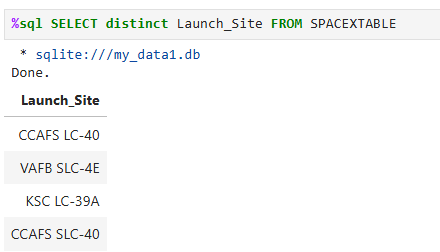 %sql SELECT distinct Launch_Site FROM SPACEXTABLE
* sqlite:///my_data1.db
Done.
Launch_Site
CCAFS LC-40
VAFB SLC-4E
KSC LC-39A
CCAFS SLC-40